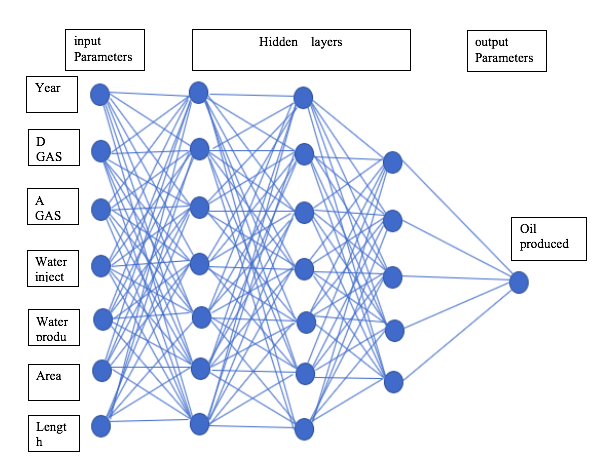 input
Parameters
Hidden layers
output
Parameters
Year
D
GAS
A
GAS
Water
inject
Water
produ
Area
Lengt
h
Oil
produced